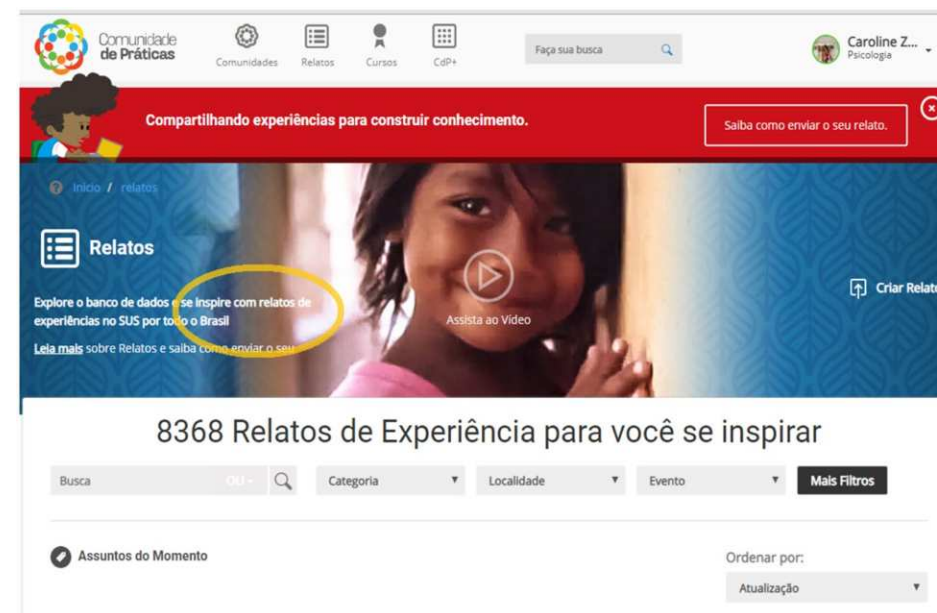 Comunidade
de Práticas
Comunidades
Relatos
Cursos
CdP+
Faça sua busca
Caroline Z...
Psicologia
Compartilhando experiências para construir conhecimento.
Saiba como enviar o seu relato.
Início / relatos
Relatos
Explore o banco de dados e se inspire com relatos de
experiências no SUS por todo o Brasil
Leia mais sobre Relatos e saiba como enviar o seu
Assista ao Vídeo
Criar Relato
8368 Relatos de Experiência para você se inspirar
Busca
OU
Categoria
Localidade
Evento
Mais Filtros
Assuntos do Momento
Ordenar por:
Atualização